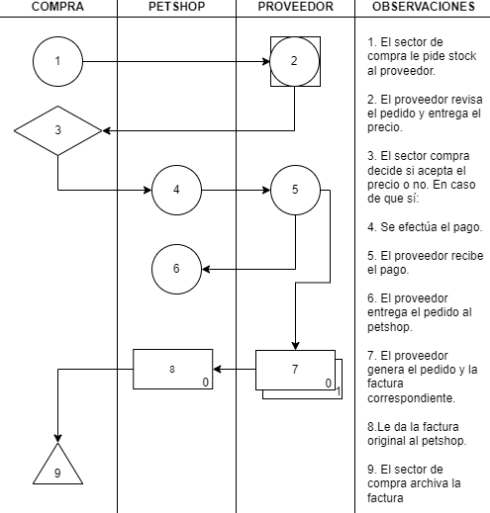 COMPRA
PETSHOP
PROVEEDOR
OBSERVACIONES
1
2
3
4
5
6
7
0
1
8
0
9
1. El sector de
compra le pide stock
al proveedor.
2. El proveedor revisa
el pedido y entrega el
precio.
3. El sector compra
decide si acepta el
precio o no. En caso
de que sí:
4. Se efectúa el pago.
5. El proveedor recibe
el pago.
6. El proveedor
entrega el pedido al
petshop.
7. El proveedor
genera el pedido y la
factura
correspondiente.
8.Le da la factura
original al petshop.
9. El sector de
compra archiva la
factura